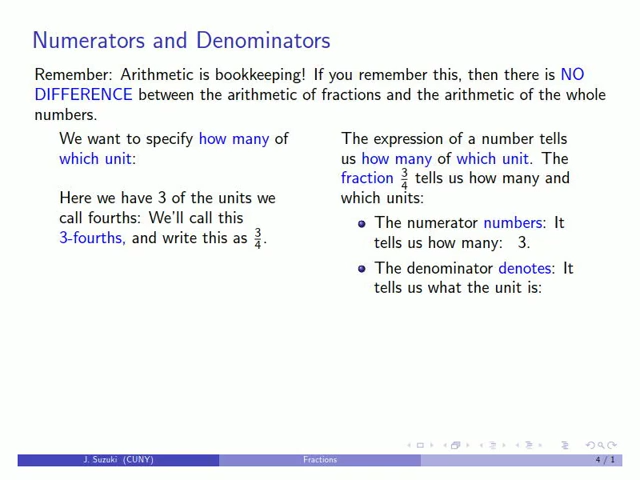 Numerators and Denominators
Remember: Arithmetic is bookkeeping! If you remember this, then there is NO
DIFFERENCE between the arithmetic of fractions and the arithmetic of the whole
numbers.
We want to specify how many of
which unit:
Here we have 3 of the units we
call fourths: We'll call this
3-fourths, and write this as 3/4.
The expression of a number tells
us how many of which unit. The
fraction 3/4 tells us how many and
which units:
The numerator numbers: It
tells us how many: 3.
The denominator denotes: It
tells us what the unit is:
J. Suzuki (CUNY)
Fractions
4 / 1